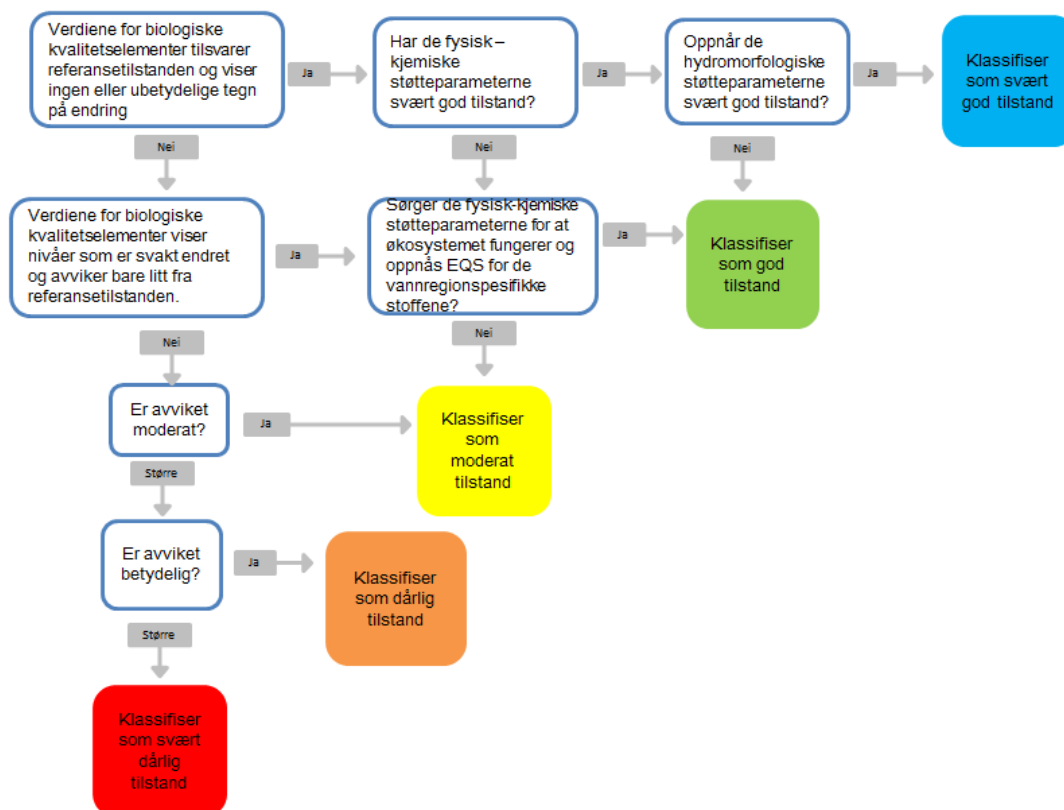 Verdiene for biologiske
kvalitetselementer tilsvarer
referansetilstanden og viser
ingen eller ubetydelige tegn
på endring
Ja
Har de fysisk –
kjemiske
støtteparameterne
svært god tilstand?
Ja
Oppnår de
hydromorfologiske
støtteparameterne
svært god tilstand?
Ja
Klassifiser
som svært
god tilstand
Nei
Nei
Nei
Verdiene for biologiske
kvalitetselementer viser
nivåer som er svakt endret
og avviker bare litt fra
referansetilstanden.
Ja
Sørger de fysisk-kjemiske
støtteparameterne for at
økosystemet fungerer og
oppnås EQS for de
vannregionspesifikke
stoffene?
Ja
Klassifiser
som god
tilstand
Nei
Nei
Er avviket
moderat?
Ja
Klassifiser
som
moderat
tilstand
Større
Er avviket
betydelig?
Ja
Klassifiser
som dårlig
tilstand
Større
Klassifiser
som svært
dårlig
tilstand